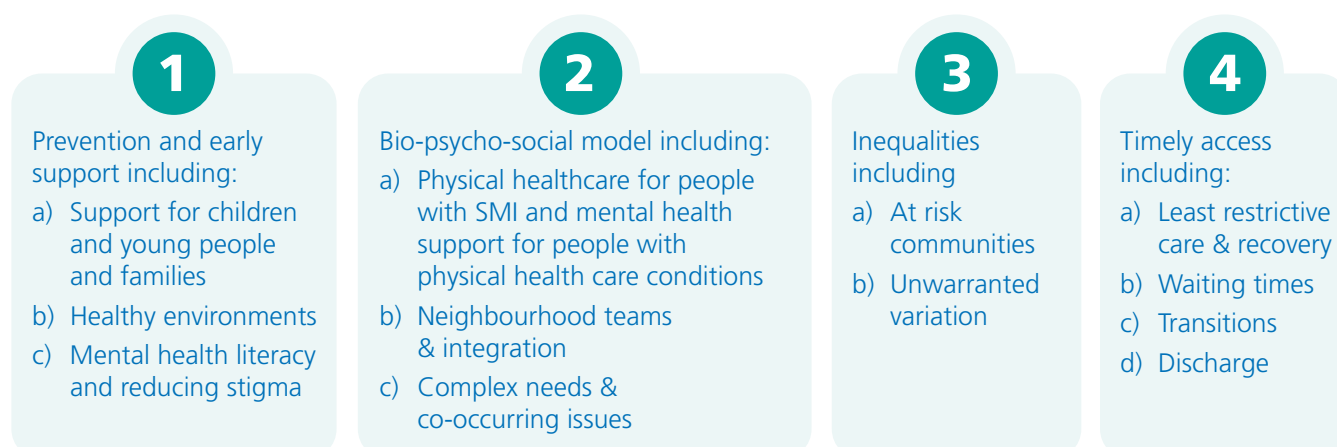 1
Prevention and early
support including:
a) Support for children
and young people
and families
b) Healthy environments
c) Mental health literacy
and reducing stigma
2
Bio-psycho-social model including:
a) Physical healthcare for people
with SMI and mental health
support for people with
physical health care conditions
b) Neighbourhood teams
& integration
c) Complex needs &
co-occurring issues
3
Inequalities
including
a) At risk
communities
b) Unwarranted
variation
4
Timely access
including:
a) Least restrictive
care & recovery
b) Waiting times
c) Transitions
d) Discharge